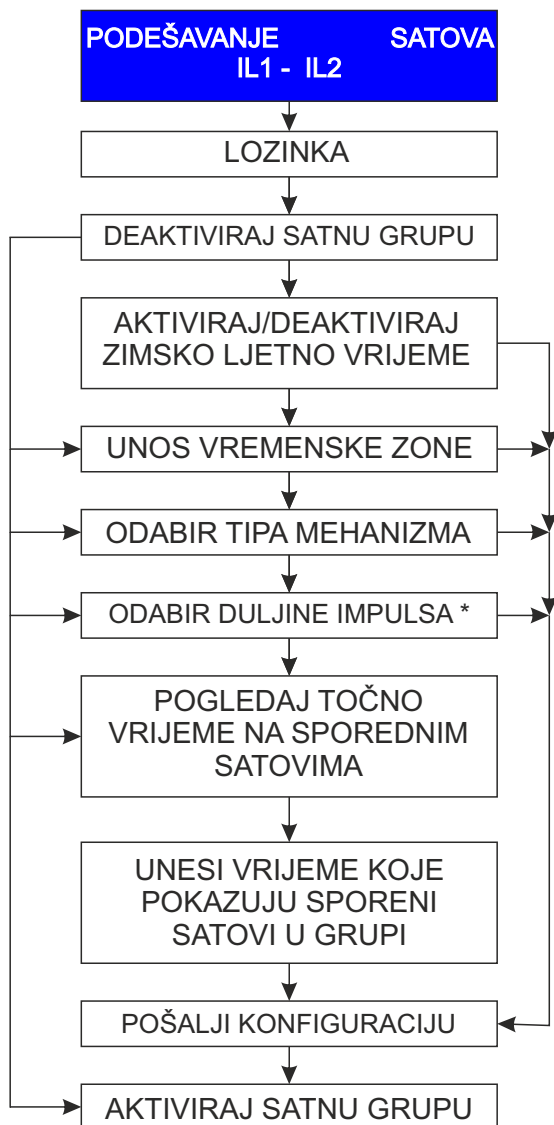 PODEŠAVANJE SATOVA
IL1 - IL2
LOZINKA
DEAKTIVIRAJ SATNU GRUPU
AKTIVIRAJ/DEAKTIVIRAJ
ZIMSKO LJETNO VRIJEME
UNOS VREMENSKE ZONE
ODABIR TIPA MEHANIZMA
ODABIR DULJINE IMPULSA *
POGLEDAJ TOČNO
VRIJEME NA SPOREDNIM
SATOVIMA
UNESI VRIJEME KOJE
POKAZUJU SPORENI
SATOVI U GRUPI
POŠALJI KONFIGURACIJU
AKTIVIRAJ SATNU GRUPU